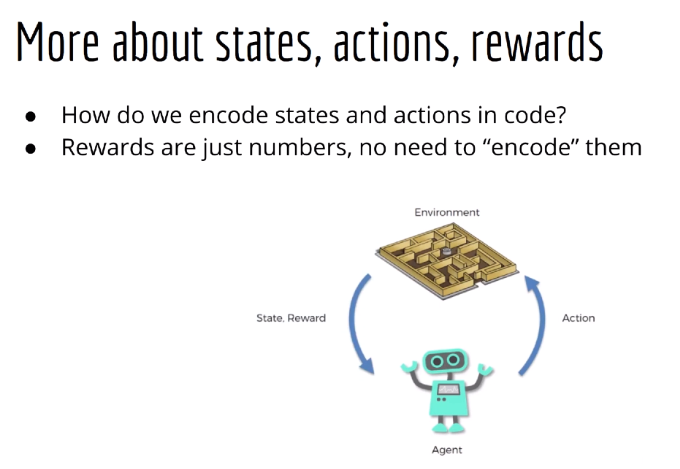 More about states, actions, rewards
● How do we encode states and actions in code?
● Rewards are just numbers, no need to “encode” them
Environment
State, Reward
Action
Agent